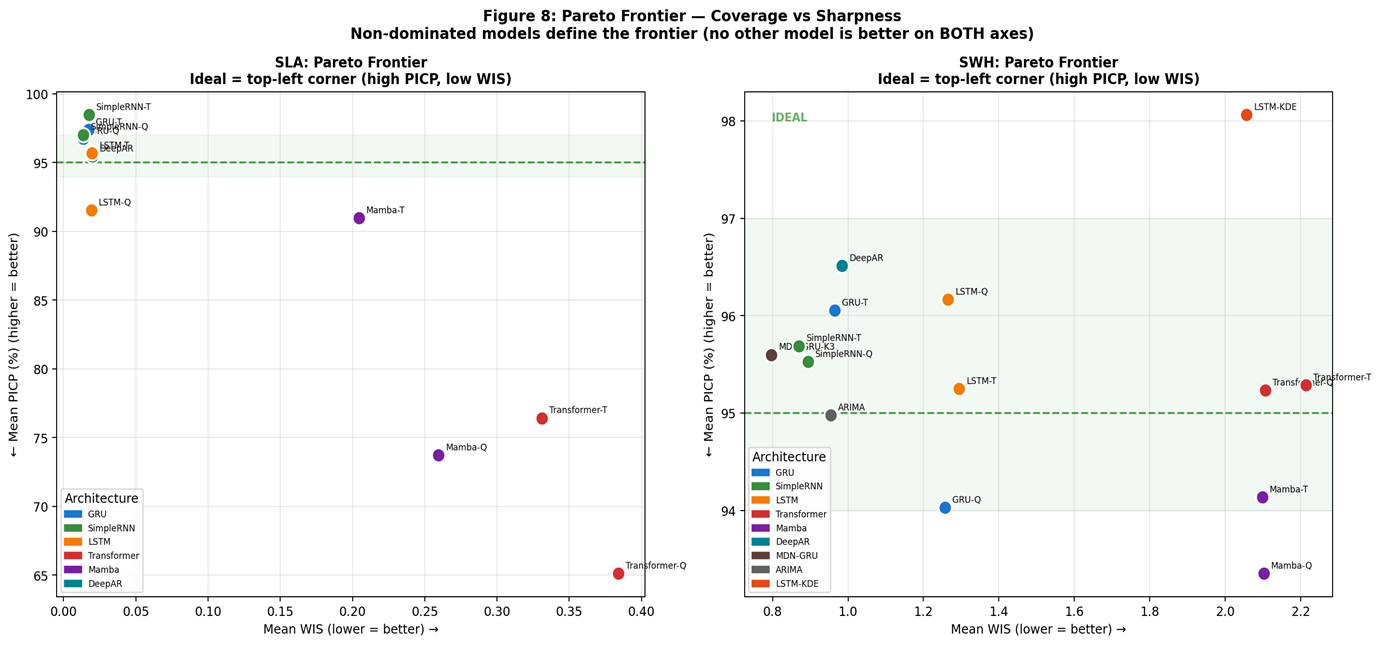 Figure 8: Pareto Frontier — Coverage vs Sharpness
Non-dominated models define the frontier (no other model is better on BOTH axes)
SLA: Pareto Frontier
Ideal = top-left corner (high PICP, low WIS)
← Mean PICP (%) (higher = better)
100
95
90
85
80
75
70
65
SimpleRNN-T
GRU-T
SimpleRNN-Q
RU-Q
LSTM-T
DeepAR
LSTM-Q
Mamba-T
Transformer-T
Mamba-Q
Transformer-Q
Architecture
GRU
SimpleRNN
LSTM
Transformer
Mamba
DeepAR
0.00 0.05 0.10 0.15 0.20 0.25 0.30 0.35 0.40
Mean WIS (lower = better) →
SWH: Pareto Frontier
Ideal = top-left corner (high PICP, low WIS)
← Mean PICP (%) (higher = better)
98
97
96
95
94
IDEAL
LSTM-KDE
DeepAR
LSTM-Q
GRU-T
SimpleRNN-T
MD GRU-K3
SimpleRNN-Q
LSTM-T
Transformer-T
Transformer-Q
ARIMA
Mamba-T
GRU-Q
Mamba-Q
Architecture
GRU
SimpleRNN
LSTM
Transformer
Mamba
DeepAR
MDN-GRU
ARIMA
LSTM-KDE
0.8 1.0 1.2 1.4 1.6 1.8 2.0 2.2
Mean WIS (lower = better) →